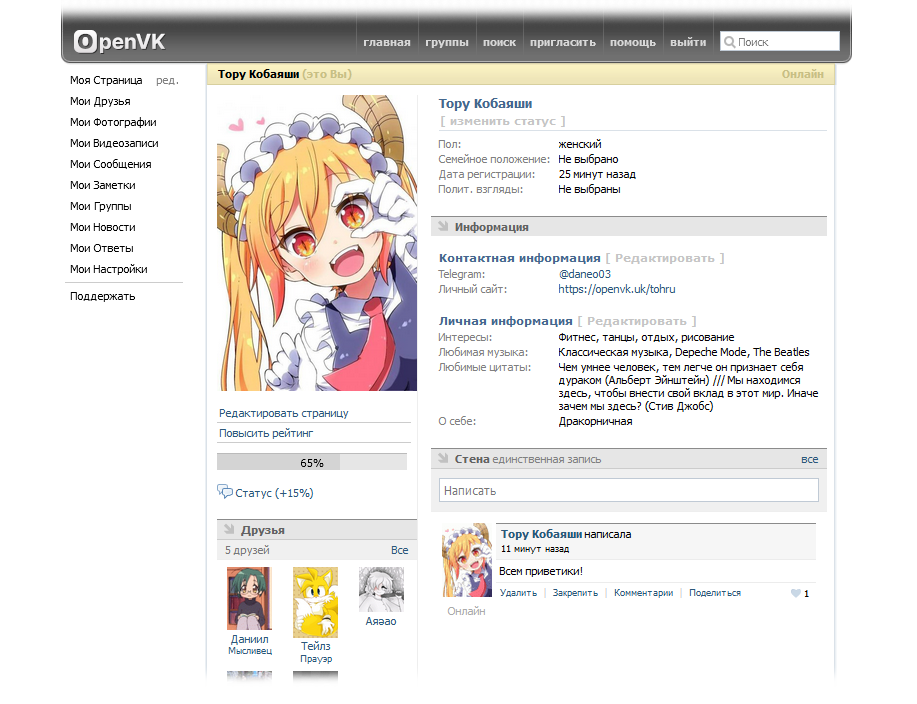 OpenVK
главная группы поиск пригласить помощь выйти Поиск
Моя Страница ред.
Мои Друзья
Мои Фотографии
Мои Видеозаписи
Мои Сообщения
Мои Заметки
Мои Группы
Мои Новости
Мои Ответы
Мои Настройки
Поддержать
Тору Кобаяши (это Вы) Онлайн
Редактировать страницу
Повысить рейтинг
65%
Статус (+15%)
Друзья
5 друзей Все
Даниил
Мысливец
Тейлз
Прауэр
Аяәао
Тору Кобаяши
[ изменить статус ]
Пол: женский
Семейное положение: Не выбрано
Дата регистрации: 25 минут назад
Полит. взгляды: Не выбраны
Информация
Контактная информация [ Редактировать ]
Telegram: @daneo03
Личный сайт: https://openvk.uk/tohru
Личная информация [ Редактировать ]
Интересы: Фитнес, танцы, отдых, рисование
Любимая музыка: Классическая музыка, Depeche Mode, The Beatles
Любимые цитаты: Чем умнее человек, тем легче он признает себя
дураком (Альберт Эйнштейн) /// Мы находимся
здесь, чтобы внести свой вклад в этот мир. Иначе
зачем мы здесь? (Стив Джобс)
О себе: Дракорничная
Стена единственная запись все
Написать
Тору Кобаяши написала
11 минут назад
Всем приветики!
Удалить | Закрепить | Комментарии | Поделиться 1
Онлайн